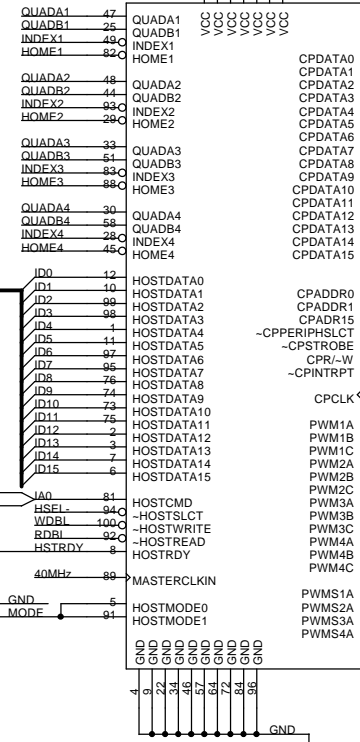 VCC VCC VCC VCC VCC VCC VCC
QUADA1 47 QUADA1
QUADB1 25 QUADB1
INDEX1 49 INDEX1
HOME1 82 HOME1
CPDATA0
CPDATA1
QUADA2 48 QUADA2 CPDATA2
QUADB2 44 QUADB2 CPDATA3
INDEX2 93 INDEX2 CPDATA4
HOME2 29 HOME2 CPDATA5
CPDATA6
QUADA3 33 QUADA3 CPDATA7
QUADB3 51 QUADB3 CPDATA8
INDEX3 83 INDEX3 CPDATA9
HOME3 88 HOME3 CPDATA10
CPDATA11
QUADA4 30 QUADA4 CPDATA12
QUADB4 58 QUADB4 CPDATA13
INDEX4 28 INDEX4 CPDATA14
HOME4 45 HOME4 CPDATA15
ID0 12 HOSTDATA0
ID1 10 HOSTDATA1 CPADDR0
ID2 99 HOSTDATA2 CPADDR1
ID3 98 HOSTDATA3 CPADR15
ID4 1 HOSTDATA4 ~CPPERIPHSLCT
ID5 11 HOSTDATA5 ~CPSTROBE
ID6 97 HOSTDATA6 CPR/~W
ID7 95 HOSTDATA7 ~CPINTRPT
ID8 76 HOSTDATA8
ID9 74 HOSTDATA9 CPCLK
ID10 73 HOSTDATA10
ID11 75 HOSTDATA11 PWM1A
ID12 2 HOSTDATA12 PWM1B
ID13 3 HOSTDATA13 PWM1C
ID14 7 HOSTDATA14 PWM2A
ID15 6 HOSTDATA15 PWM2B
PWM2C
IA0 81 HOSTCMD PWM3A
HSEL- 94 ~HOSTSLCT PWM3B
WDBL 100 ~HOSTWRITE PWM3C
RDBL 92 ~HOSTREAD PWM4A
HSTRDY 8 HOSTRDY PWM4B
PWM4C
40MHz 89 MASTERCLKIN
PWMS1A
GND 5 HOSTMODE0 PWMS2A
MODE 91 HOSTMODE1 PWMS3A
PWMS4A
GND GND GND GND GND GND GND GND GND GND
4 9 22 34 46 57 64 72 84 96
GND